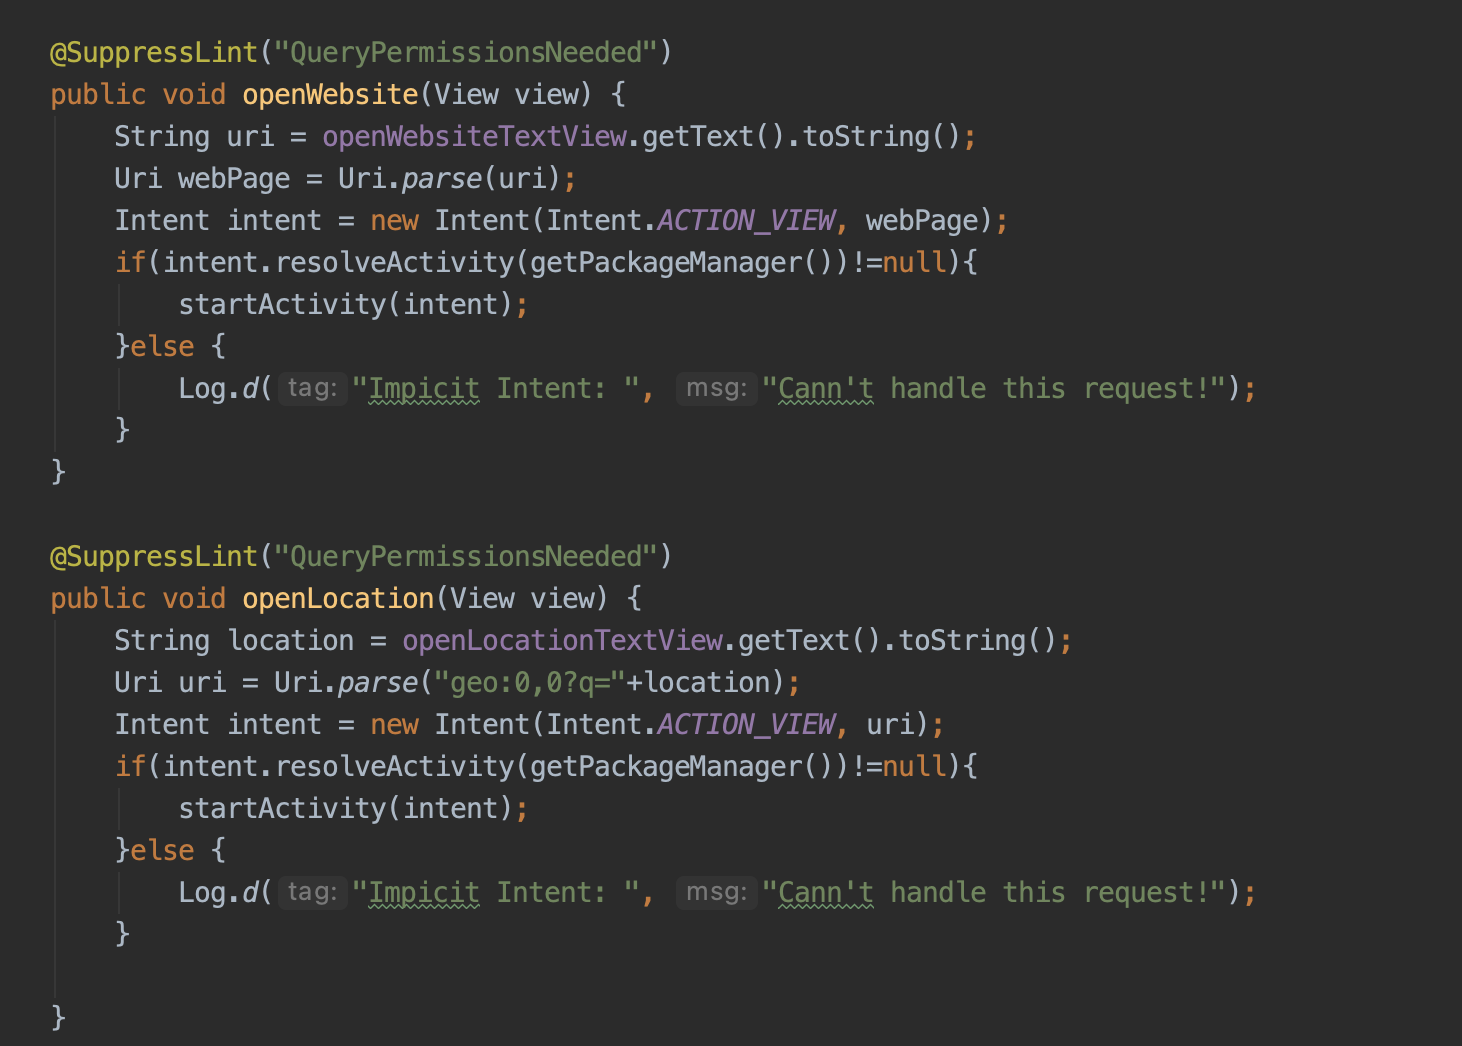 @SuppressLint("QueryPermissionsNeeded")
public void openWebsite(View view) {
    String uri = openWebsiteTextView.getText().toString();
    Uri webPage = Uri.parse(uri);
    Intent intent = new Intent(Intent.ACTION_VIEW, webPage);
    if(intent.resolveActivity(getPackageManager())!=null){
        startActivity(intent);
    }else {
        Log.d( tag: "Impicit Intent: ", msg: "Cann't handle this request!");
    }
}
@SuppressLint("QueryPermissionsNeeded")
public void openLocation(View view) {
    String location = openLocationTextView.getText().toString();
    Uri uri = Uri.parse("geo:0,0?q="+location);
    Intent intent = new Intent(Intent.ACTION_VIEW, uri);
    if(intent.resolveActivity(getPackageManager())!=null){
        startActivity(intent);
    }else {
        Log.d( tag: "Impicit Intent: ", msg: "Cann't handle this request!");
    }
}